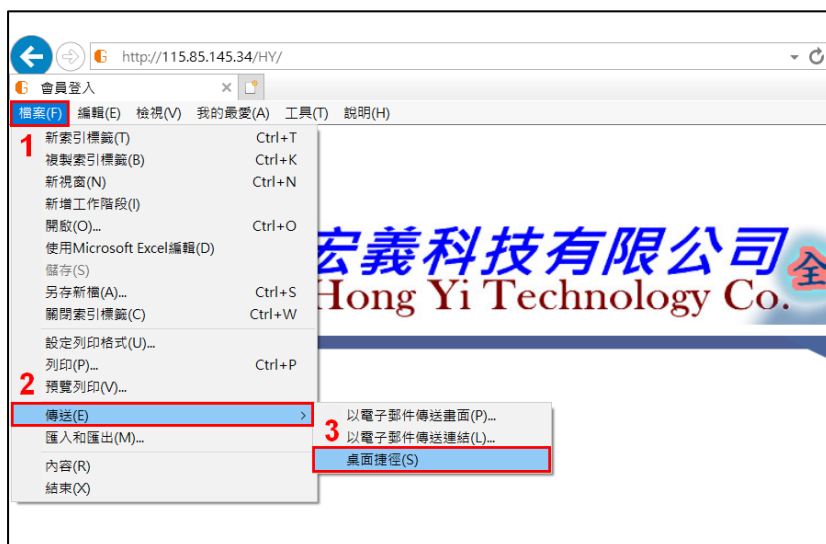 http://115.85.145.34/HY/
會員登入
檔案(F) 編輯(E) 檢視(V) 我的最愛(A) 工具(T) 說明(H)
1
新索引標籤(T) Ctrl+T
複製索引標籤(B) Ctrl+K
新視窗(N) Ctrl+N
新增工作階段(I)
開啟(O)... Ctrl+O
使用Microsoft Excel編輯(D)
儲存(S)
另存新檔(A)... Ctrl+S
關閉索引標籤(C) Ctrl+W
設定列印格式(U)...
列印(P)... Ctrl+P
2
預覽列印(V)...
傳送(E)
匯入和匯出(M)...
內容(R)
結束(X)
以電子郵件傳送畫面(P)...
3
以電子郵件傳送連結(L)...
桌面捷徑(S)
宏義科技有限公司
全
Hong Yi Technology Co.